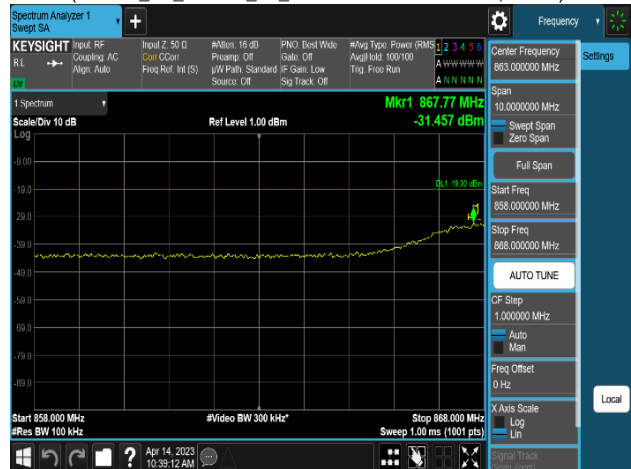 Spectrum Analyzer 1
Swept SA
+
Frequency
KEYSIGHT
RL
Input: RF
Coupling: AC
Align: Auto
Input Z: 50 Ω
Corr CCorr
Freq Ref: Int (S)
#Atten: 16 dB
Preamp: Off
µW Path: Standard
Source: Off
PNO: Best Wide
Gate: Off
IF Gain: Low
Sig Track: Off
#Avg Type: Power (RMS
Avg|Hold: 100/100
Trig: Free Run
1 2 3 4 5 6
A W W W W W
A N N N N N
1 Spectrum
Scale/Div 10 dB
Ref Level 1.00 dBm
Mkr1 867.77 MHz
-31.457 dBm
Log
-9.00
-19.0
-29.0
-39.0
-49.0
-59.0
-69.0
-79.0
-89.0
DL1 -19.00 dBm
1
Start 858.000 MHz
#Res BW 100 kHz
#Video BW 300 kHz*
Stop 868.000 MHz
Sweep 1.00 ms (1001 pts)
Center Frequency
863.000000 MHz
Settings
Span
10.0000000 MHz
Swept Span
Zero Span
Full Span
Start Freq
858.000000 MHz
Stop Freq
868.000000 MHz
AUTO TUNE
CF Step
1.000000 MHz
Auto
Man
Freq Offset
0 Hz
X Axis Scale
Log
Lin
Local
Signal Track
(Span Zoom)
?
Apr 14, 2023
10:39:12 AM